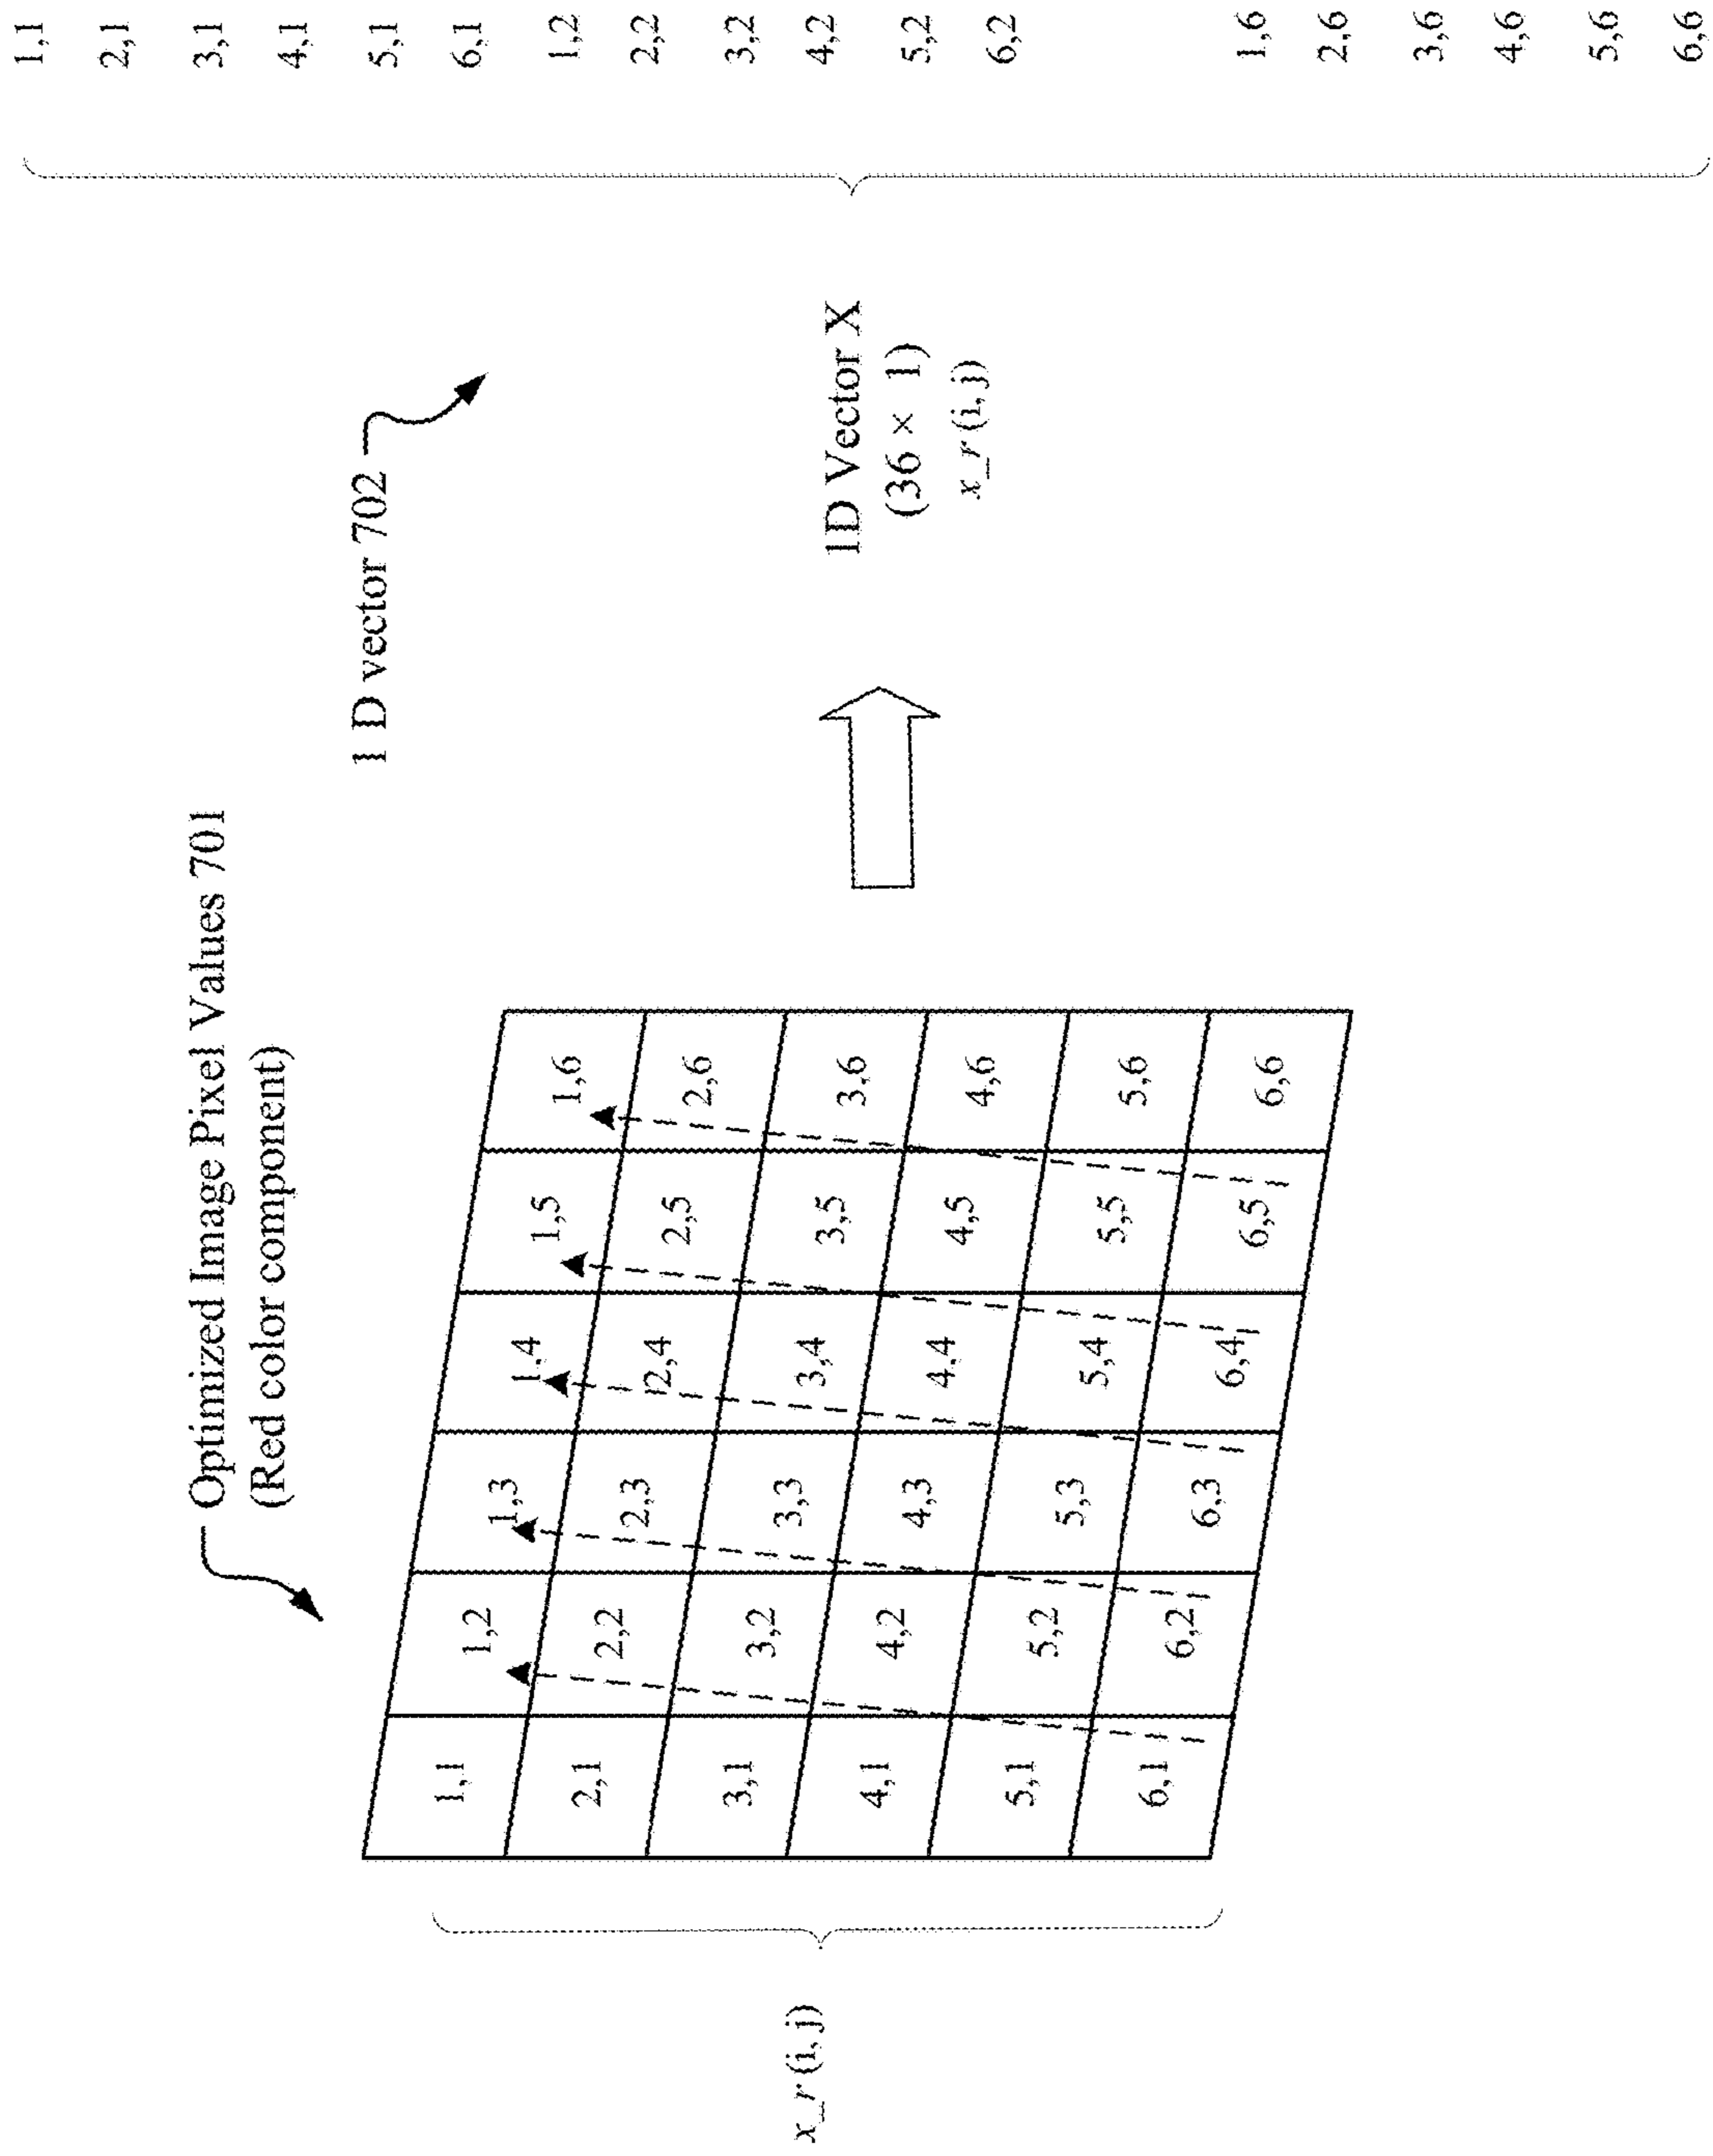 Optimized Image Pixel Values 701
(Red color component)
1 D vector 702
x_r (i, j)
1,1 1,2 1,3 1,4 1,5 1,6
2,1 2,2 2,3 2,4 2,5 2,6
3,1 3,2 3,3 3,4 3,5 3,6
4,1 4,2 4,3 4,4 4,5 4,6
5,1 5,2 5,3 5,4 5,5 5,6
6,1 6,2 6,3 6,4 6,5 6,6
1D Vector X
(36 × 1)
x_r (i, j)
1,1
2,1
3,1
4,1
5,1
6,1
1,2
2,2
3,2
4,2
5,2
6,2
1,6
2,6
3,6
4,6
5,6
6,6